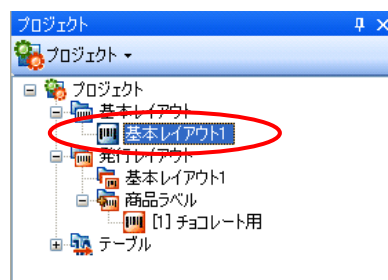 プロジェクト
プロジェクト
プロジェクト
基本レイアウト
基本レイアウト1
発行レイアウト
基本レイアウト1
商品ラベル
[1] チョコレート用
テーブル